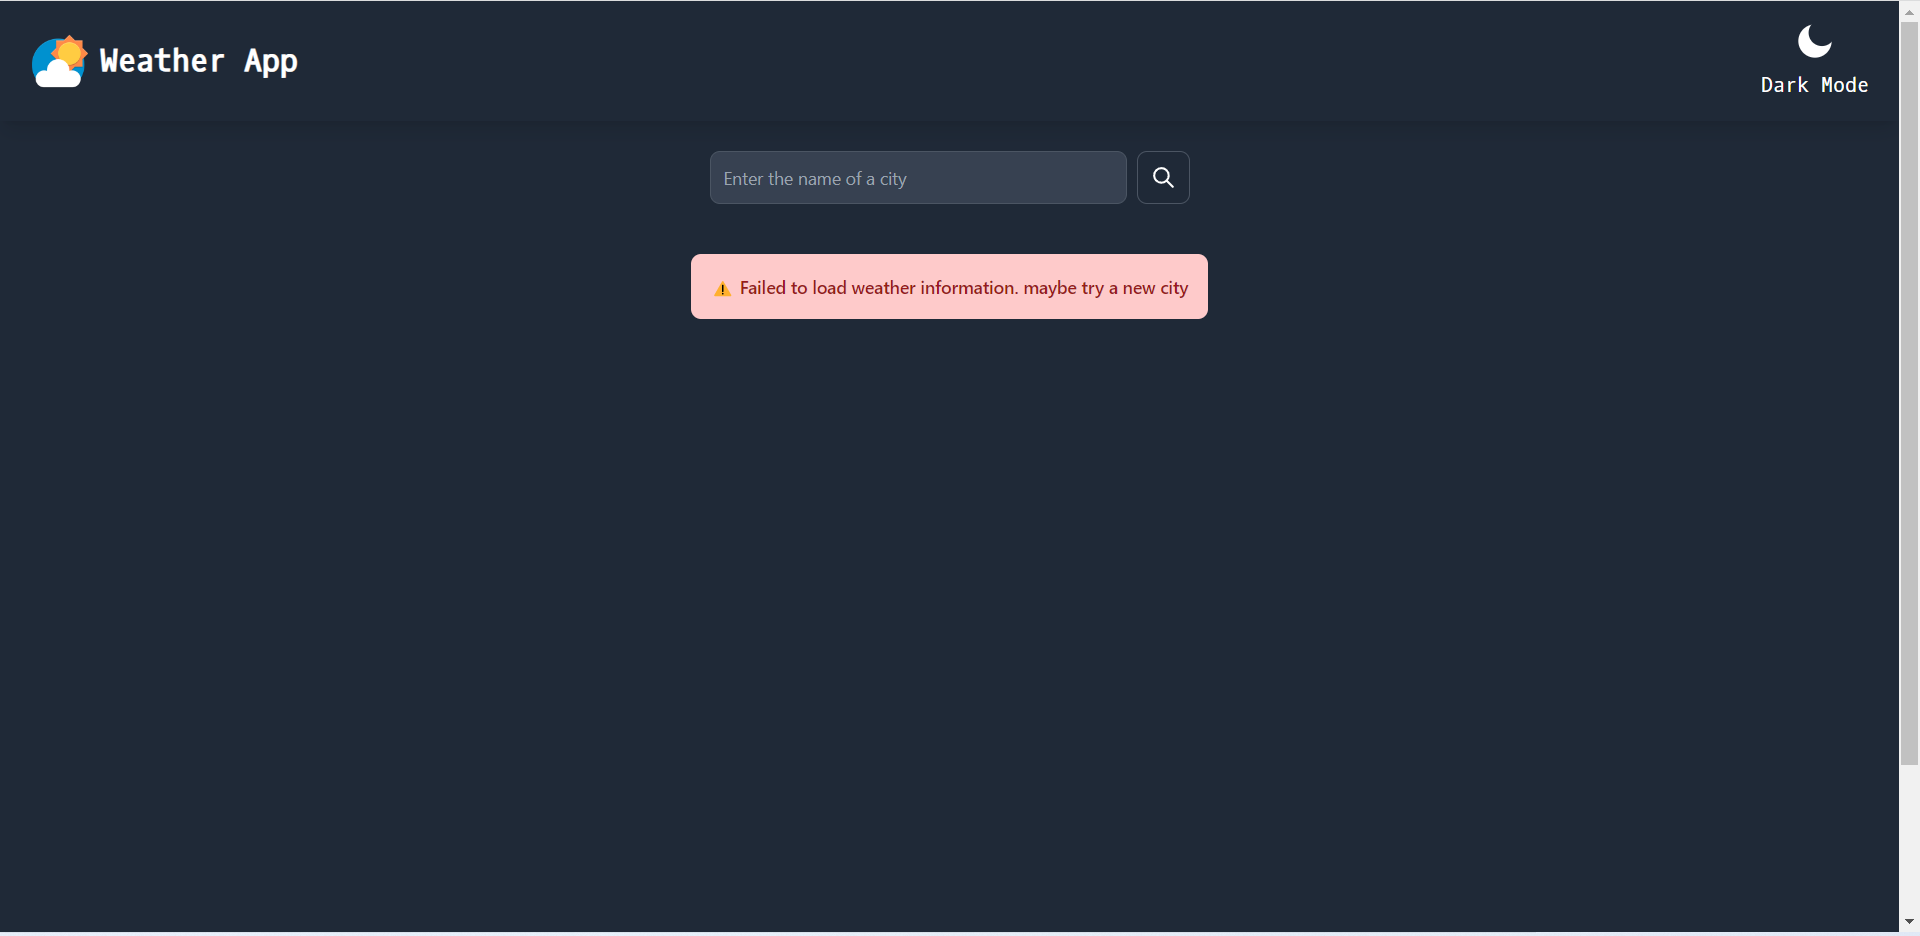 Weather App
Dark Mode
Enter the name of a city
⚠️ Failed to load weather information. maybe try a new city